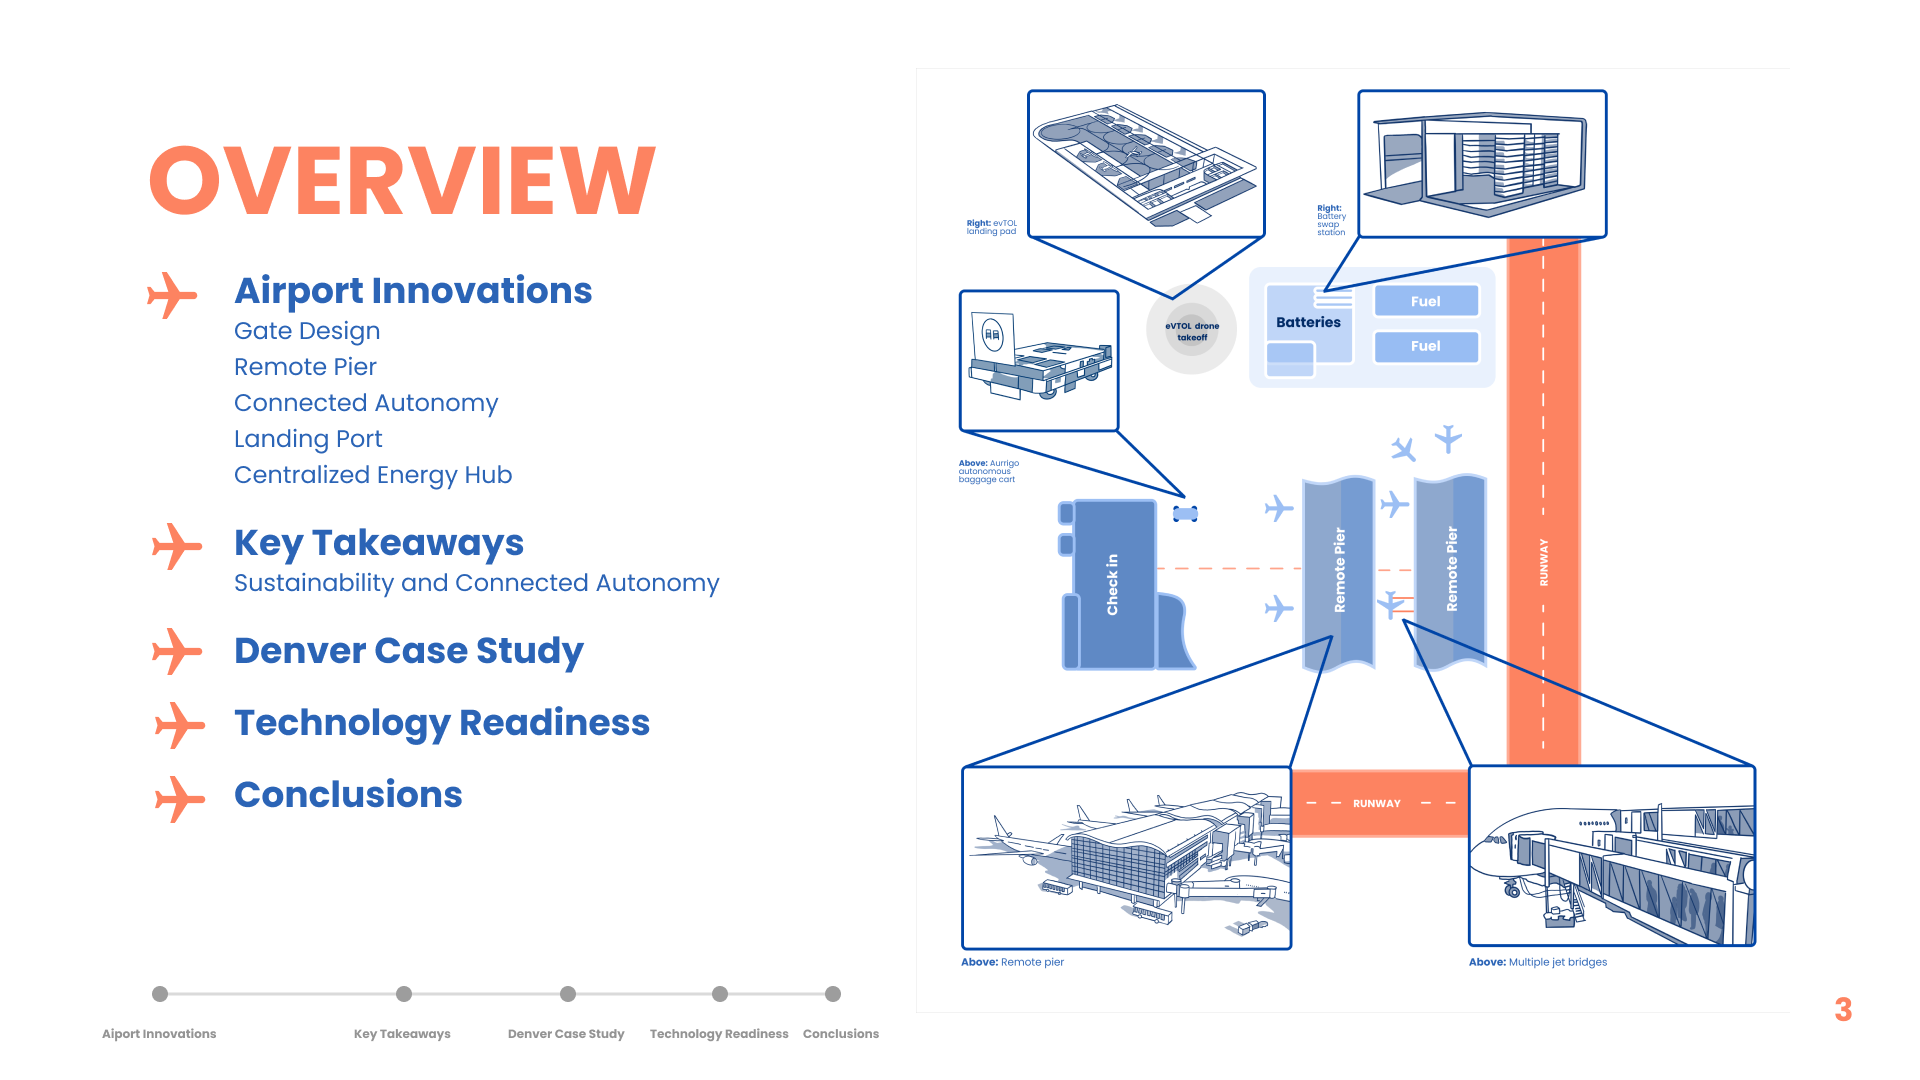 OVERVIEW
Airport Innovations
Gate Design
Remote Pier
Connected Autonomy
Landing Port
Centralized Energy Hub
Key Takeaways
Sustainability and Connected Autonomy
Denver Case Study
Technology Readiness
Conclusions
Aiport Innovations
Key Takeaways
Denver Case Study
Technology Readiness
Conclusions
Right: evTOL
landing pad
Right:
Battery
swap
station
eVTOL drone
takeoff
Batteries
Fuel
Fuel
Above: Aurrigo
autonomous
baggage cart
Check in
Remote Pier
Remote Pier
RUNWAY
RUNWAY
Above: Remote pier
Above: Multiple jet bridges
3